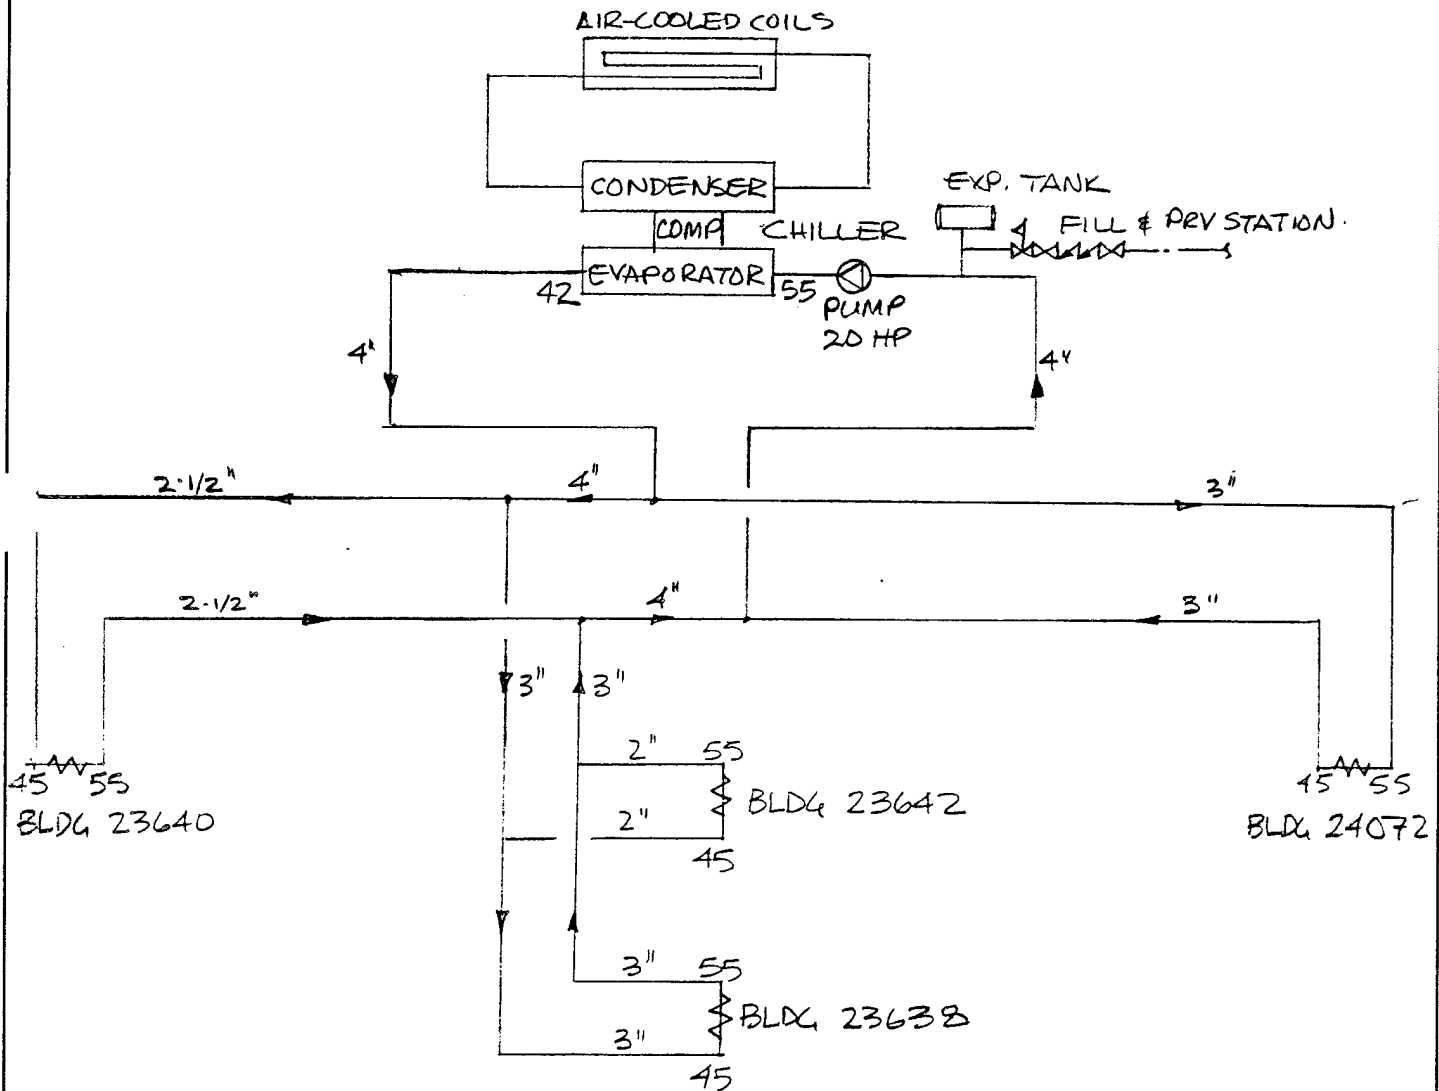 AIR-COOLED COILS
CONDENSER
EXP. TANK
COMP CHILLER
FILL & PRV STATION.
EVAPORATOR
42
55
PUMP
20 HP
4"
4"
2-1/2"
4"
3"
2-1/2"
4"
3"
3"
3"
2"
55
45 55
BLDG 23640
BLDG 23642
45 55
BLDG 24072
2"
45
3"
55
BLDG 23638
3"
45